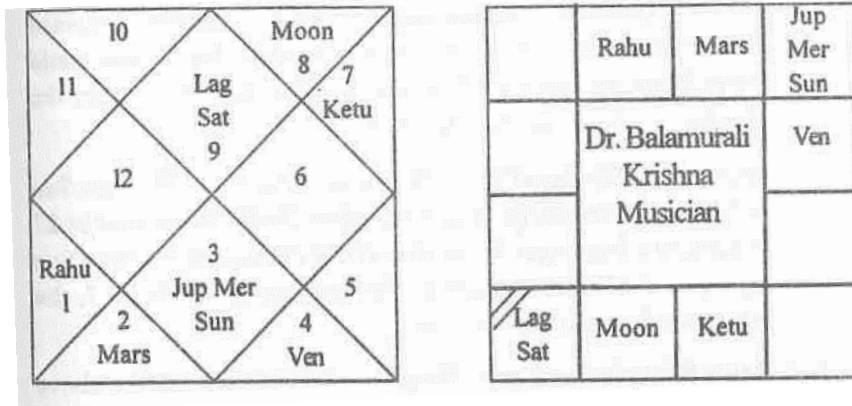 10
Moon
8
7
Ketu
11
Lag
Sat
9
12
6
Rahu
1
3
Jup Mer
Sun
5
2
Mars
4
Ven
Rahu
Mars
Jup
Mer
Sun
Dr. Balamurali
Krishna
Musician
Ven
Lag
Sat
Moon
Ketu